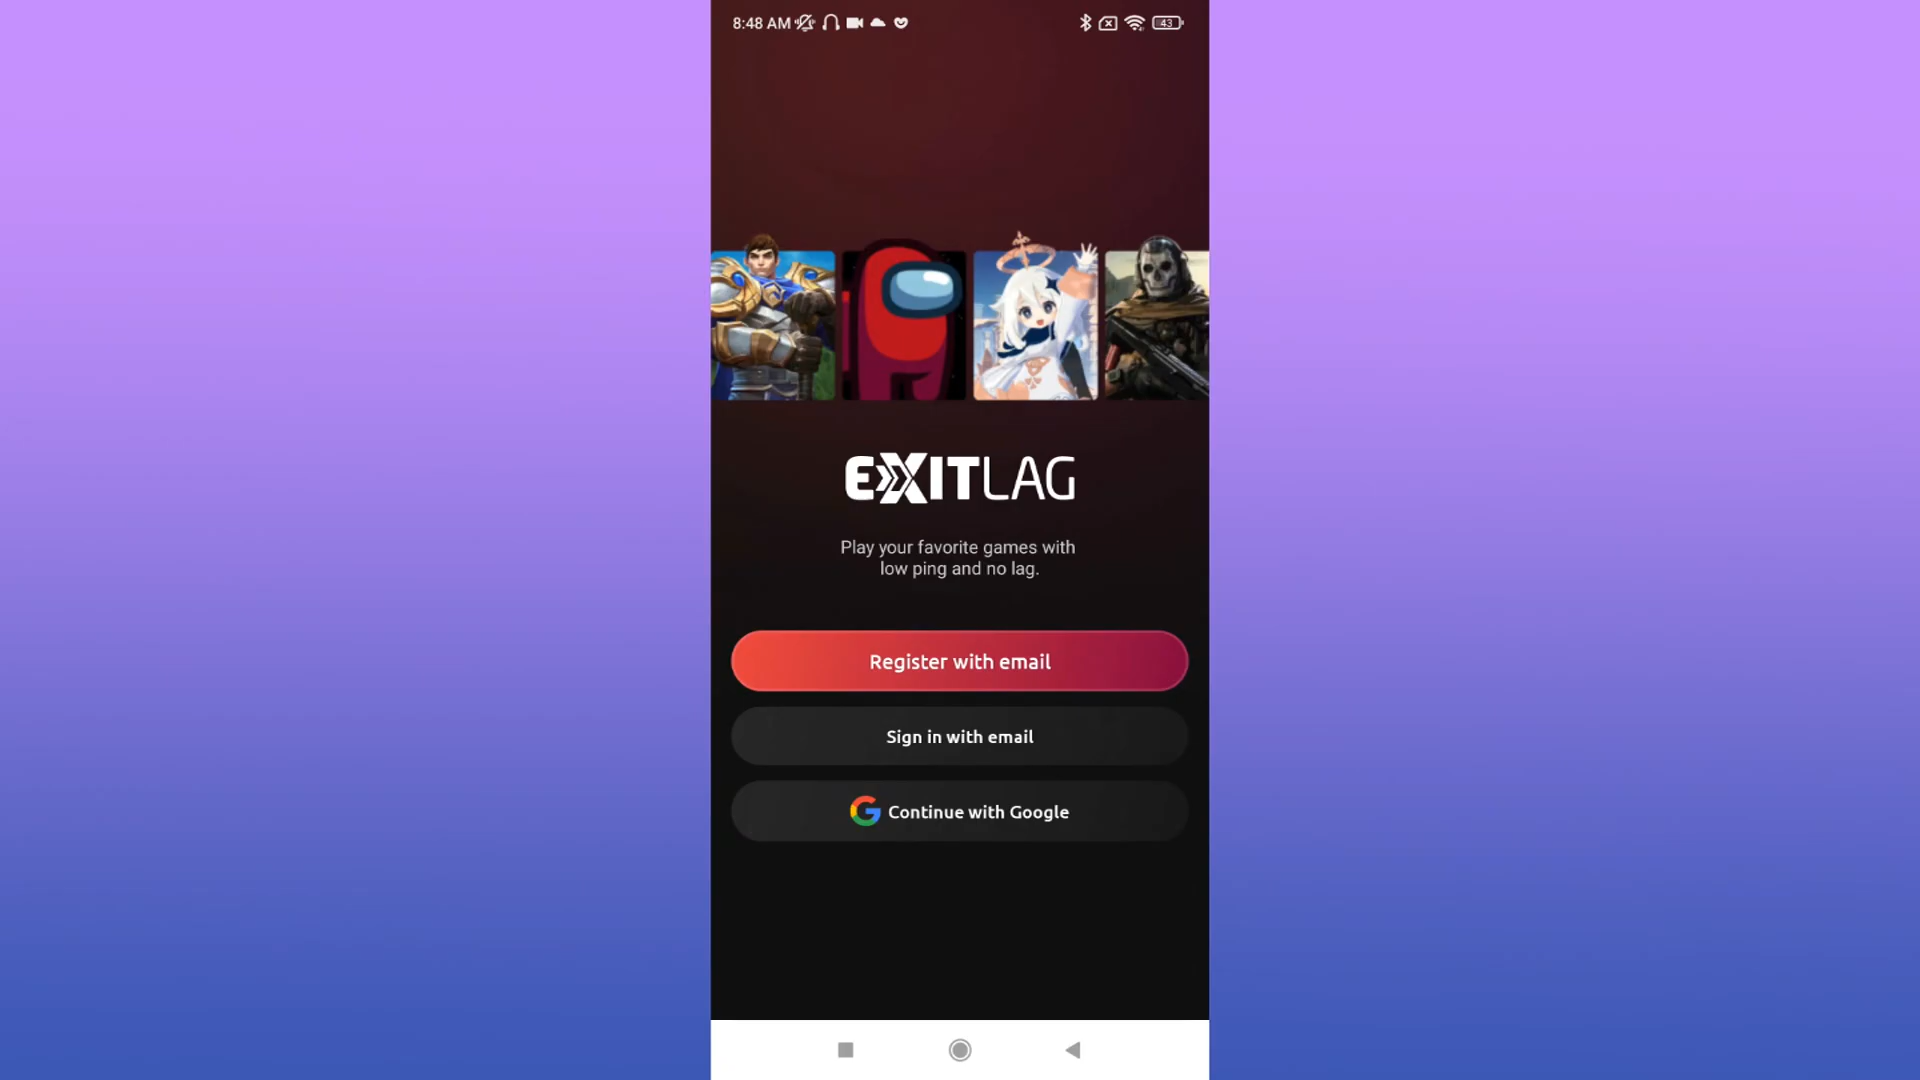 8:48 AM
43
EXITLAG
Play your favorite games with
low ping and no lag.
Register with email
Sign in with email
Continue with Google